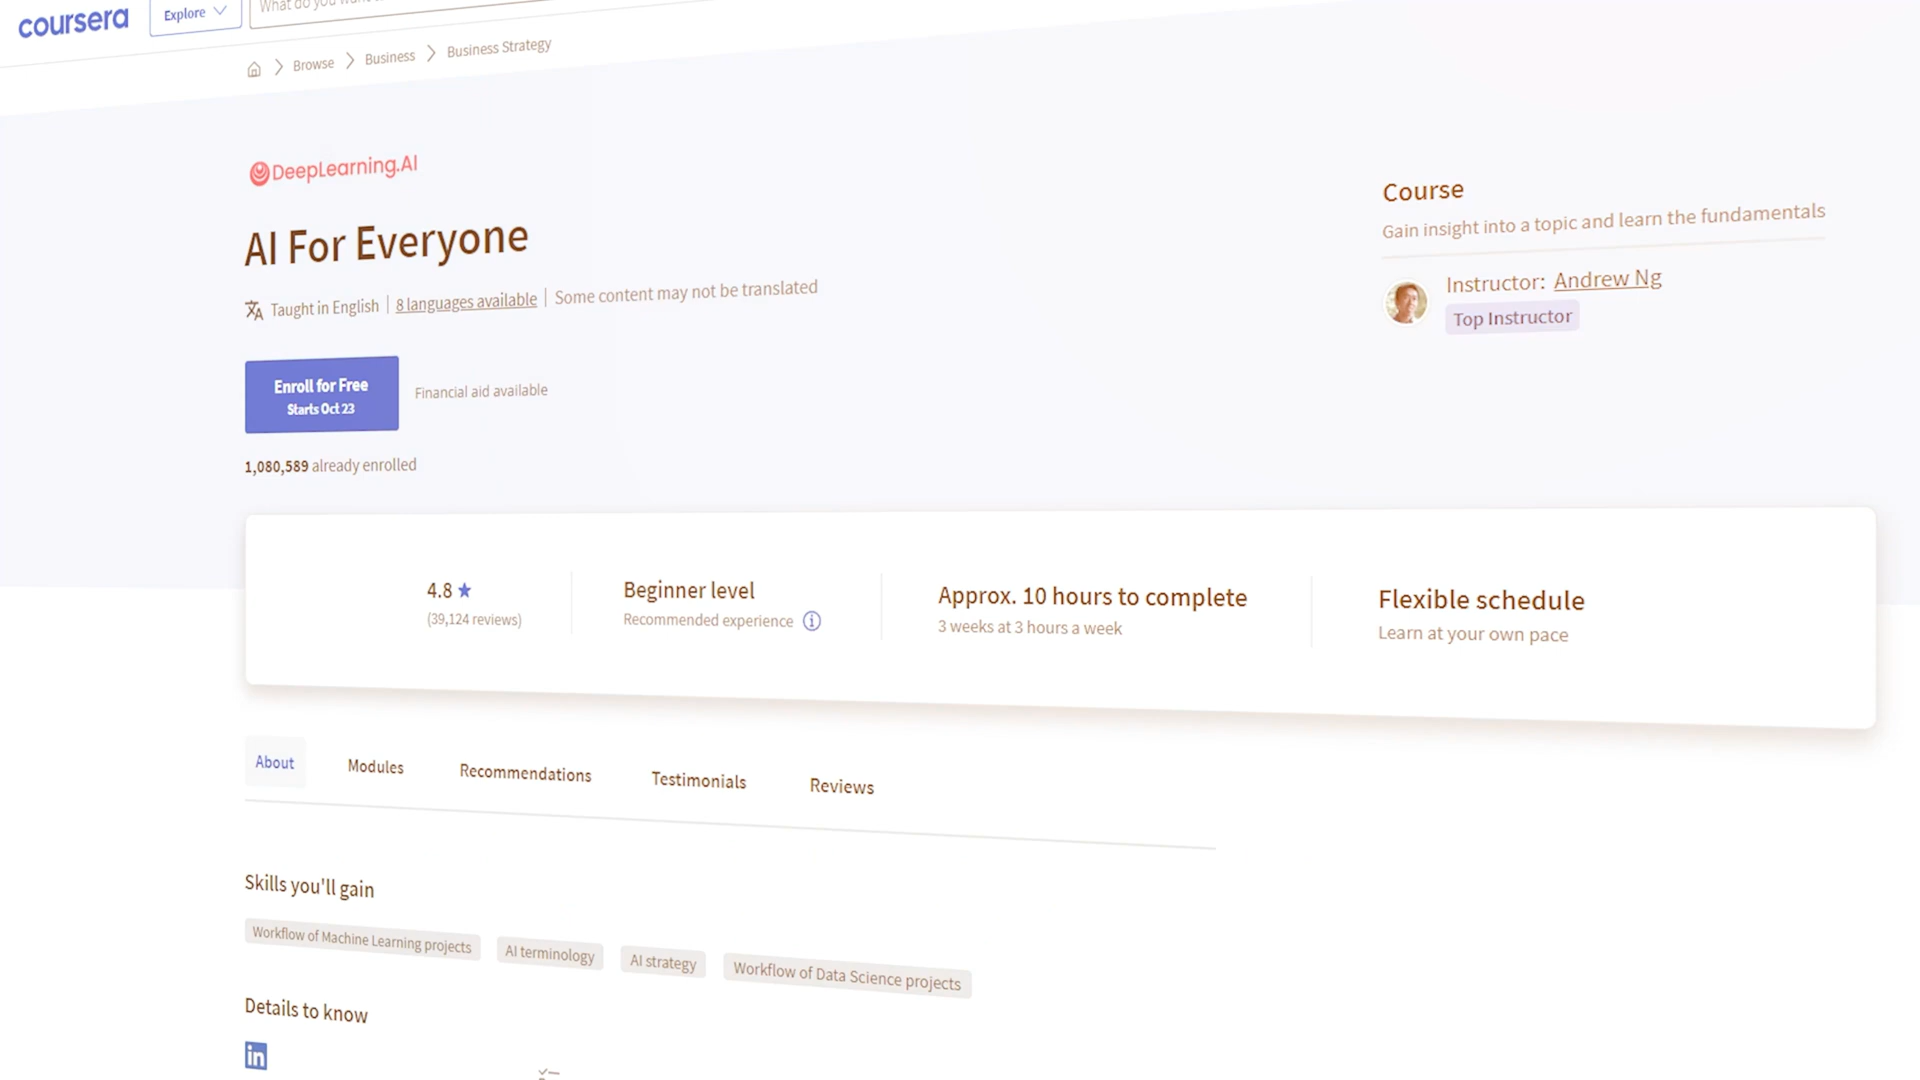 coursera
Explore
What do you want
Browse
Business
Business Strategy
DeepLearning.AI
AI For Everyone
Taught in English | 8 languages available | Some content may not be translated
Enroll for Free
Starts Oct 23
Financial aid available
1,080,589 already enrolled
Course
Gain insight into a topic and learn the fundamentals
Instructor: Andrew Ng
Top Instructor
4.8
(39,124 reviews)
Beginner level
Recommended experience
Approx. 10 hours to complete
3 weeks at 3 hours a week
Flexible schedule
Learn at your own pace
About
Modules
Recommendations
Testimonials
Reviews
Skills you'll gain
Workflow of Machine Learning projects
AI terminology
AI strategy
Workflow of Data Science projects
Details to know
in